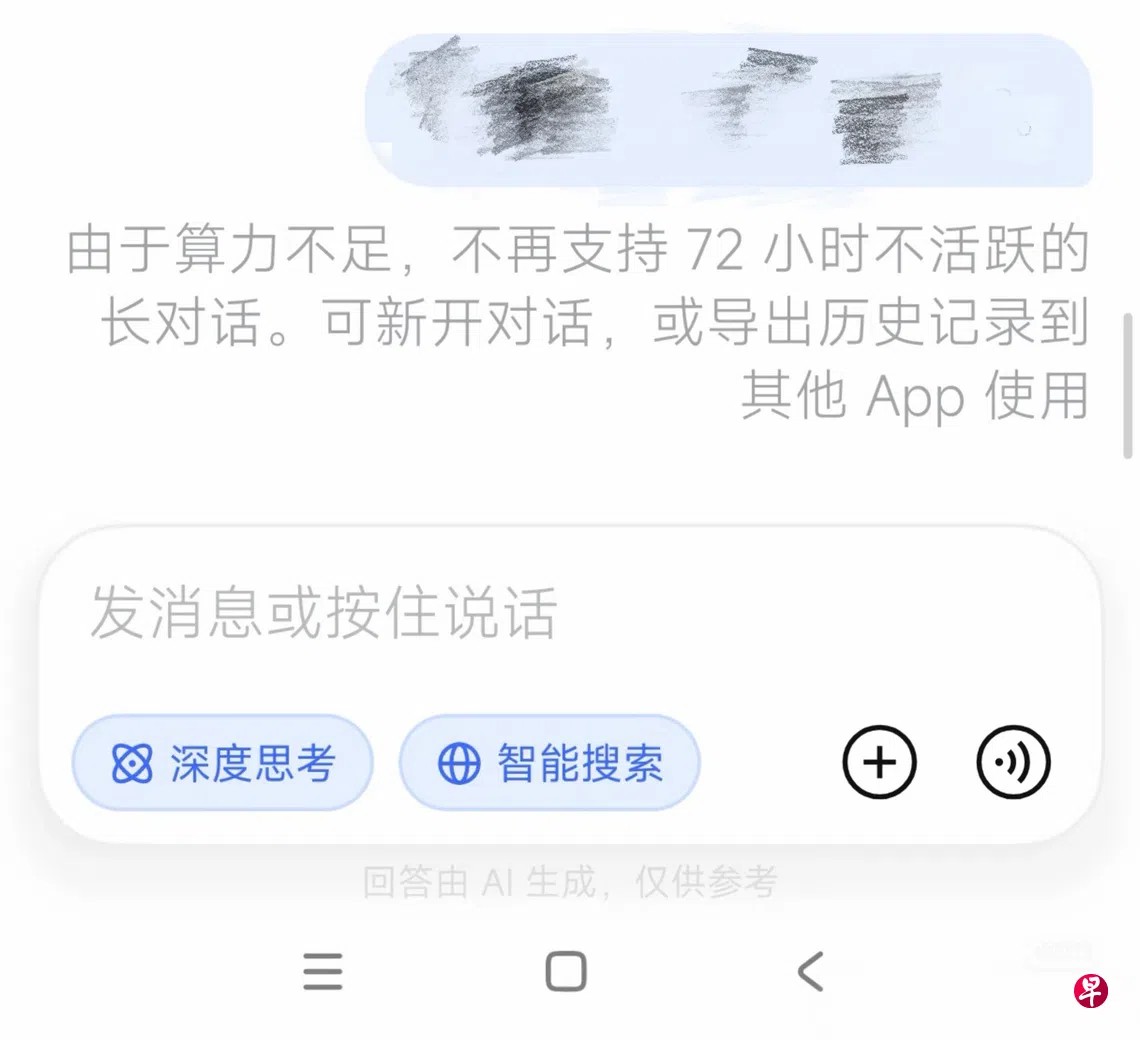 由于算力不足，不再支持 72 小时不活跃的
长对话。可新开对话，或导出历史记录到
其他 App 使用
发消息或按住说话
深度思考 智能搜索
回答由 AI 生成，仅供参考
早